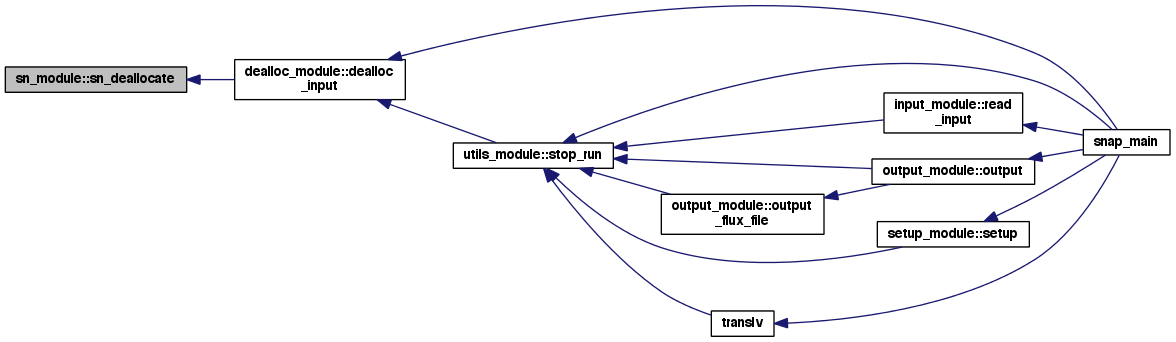 sn_module::sn_deallocate
dealloc_module::dealloc
_input
utils_module::stop_run
input_module::read
_input
output_module::output
output_module::output
_flux_file
setup_module::setup
translv
snap_main